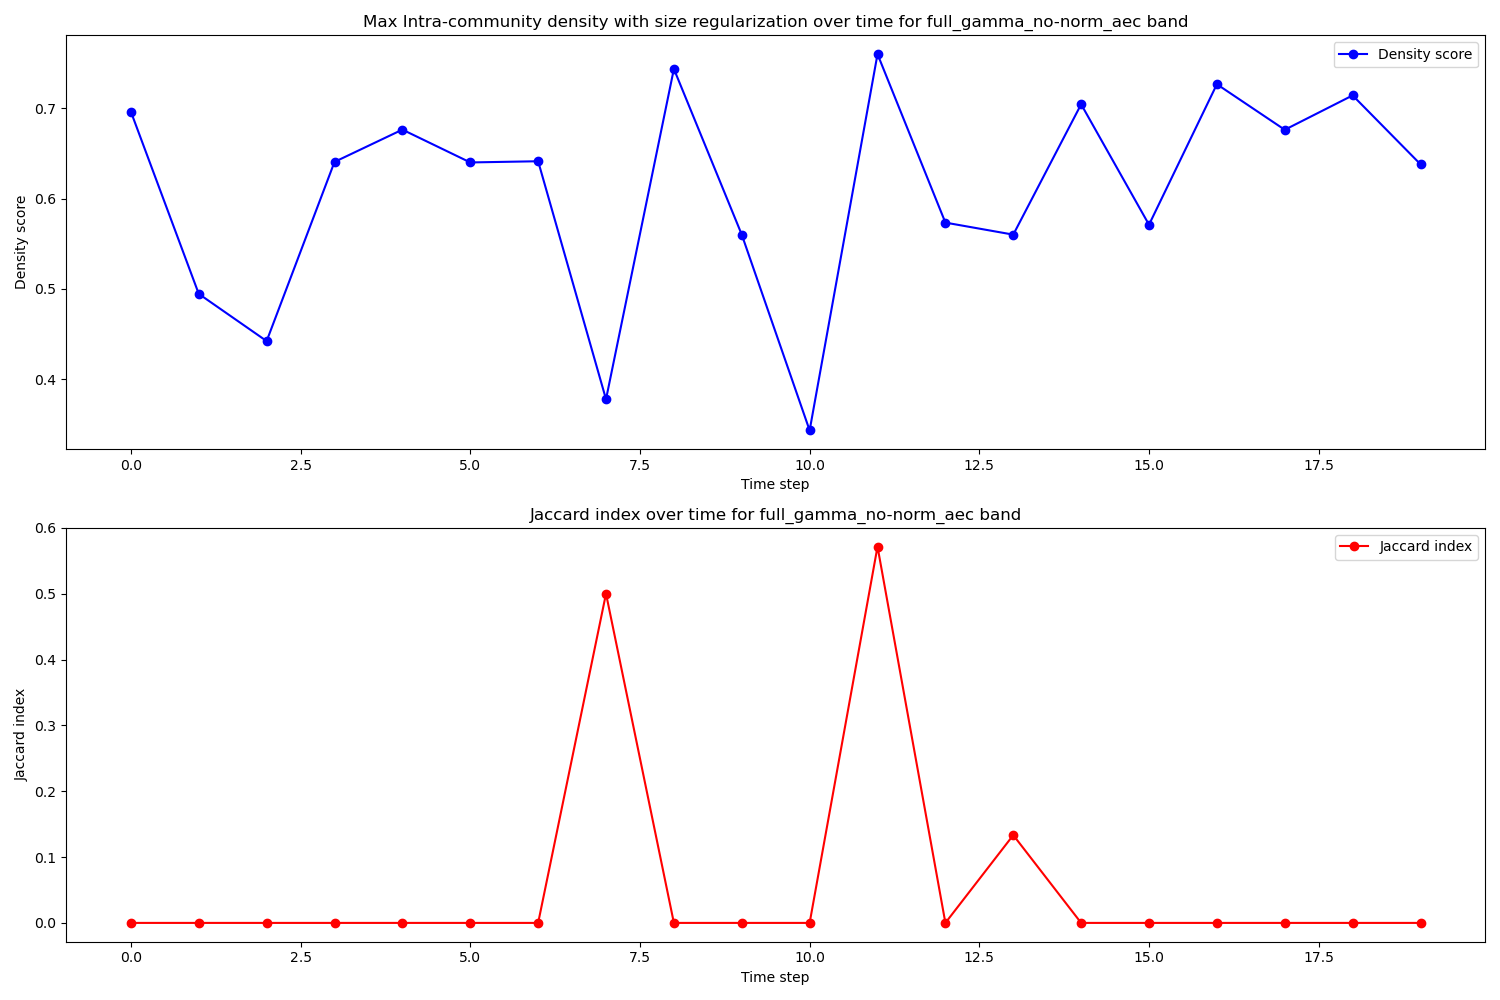 Max Intra-community density with size regularization over time for full_gamma_no-norm_aec band
Density score
0.7
0.6
0.5
0.4
Density score
0.0 2.5 5.0 7.5 10.0 12.5 15.0 17.5
Time step
Jaccard index over time for full_gamma_no-norm_aec band
Jaccard index
0.6
0.5
0.4
0.3
0.2
0.1
0.0
Jaccard index
0.0 2.5 5.0 7.5 10.0 12.5 15.0 17.5
Time step